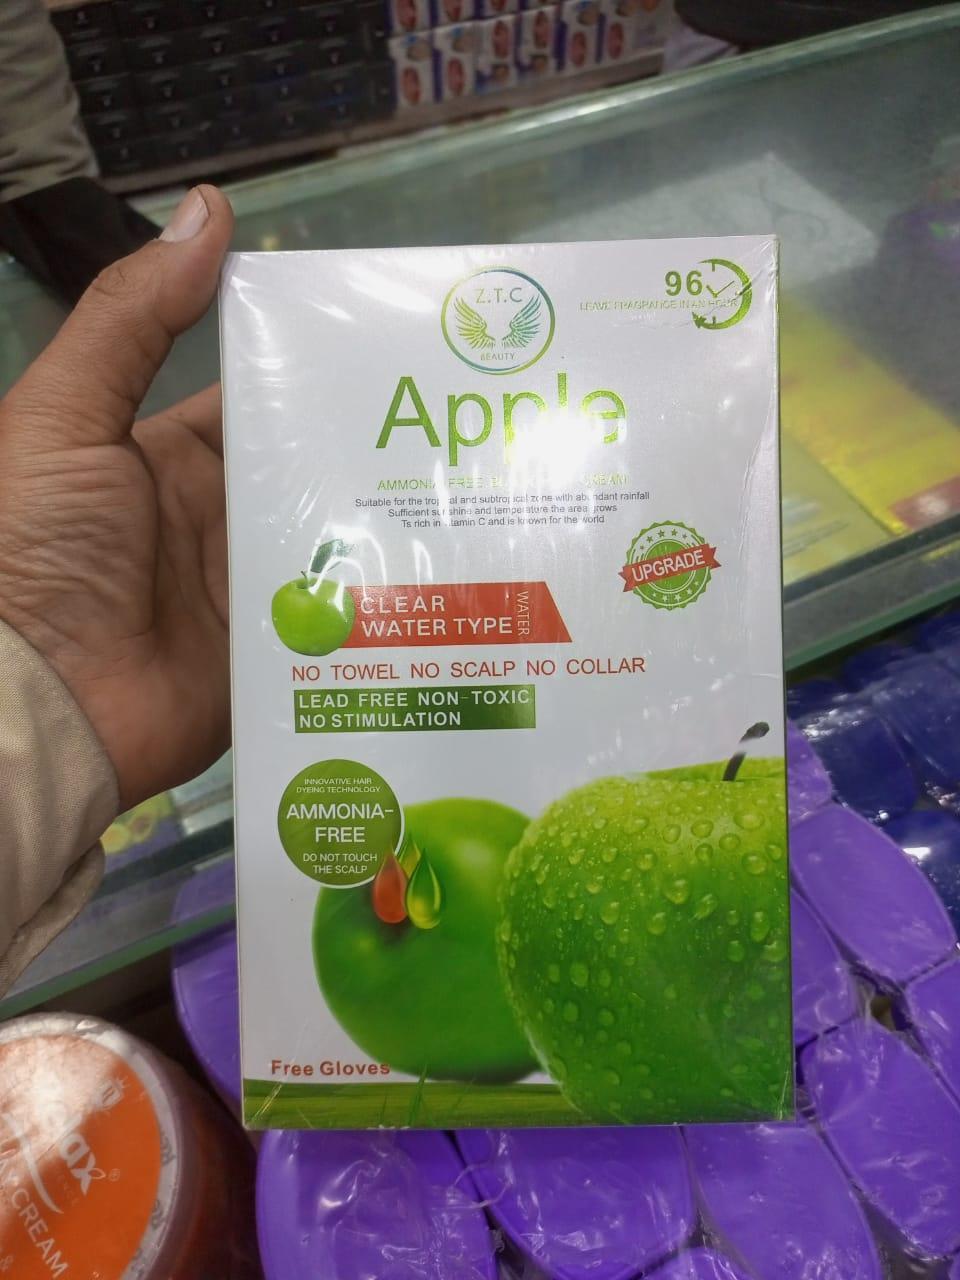 Z.T.C
BEAUTY
96
LEAVE FRAGRANCE IN AN HOUR
Apple
AMMONIA FREE
Suitable for the tropical and subtropical zone with abundant rainfall
Sufficient sunshine and temperature the area grows
Ts rich in vitamin C and is known for the world
UPGRADE
CLEAR
WATER TYPE
WATER
NO TOWEL NO SCALP NO COLLAR
LEAD FREE NON-TOXIC
NO STIMULATION
INNOVATIVE HAIR
DYEING TECHNOLOGY
AMMONIA-
FREE
DO NOT TOUCH
THE SCALP
Free Gloves
CREAM